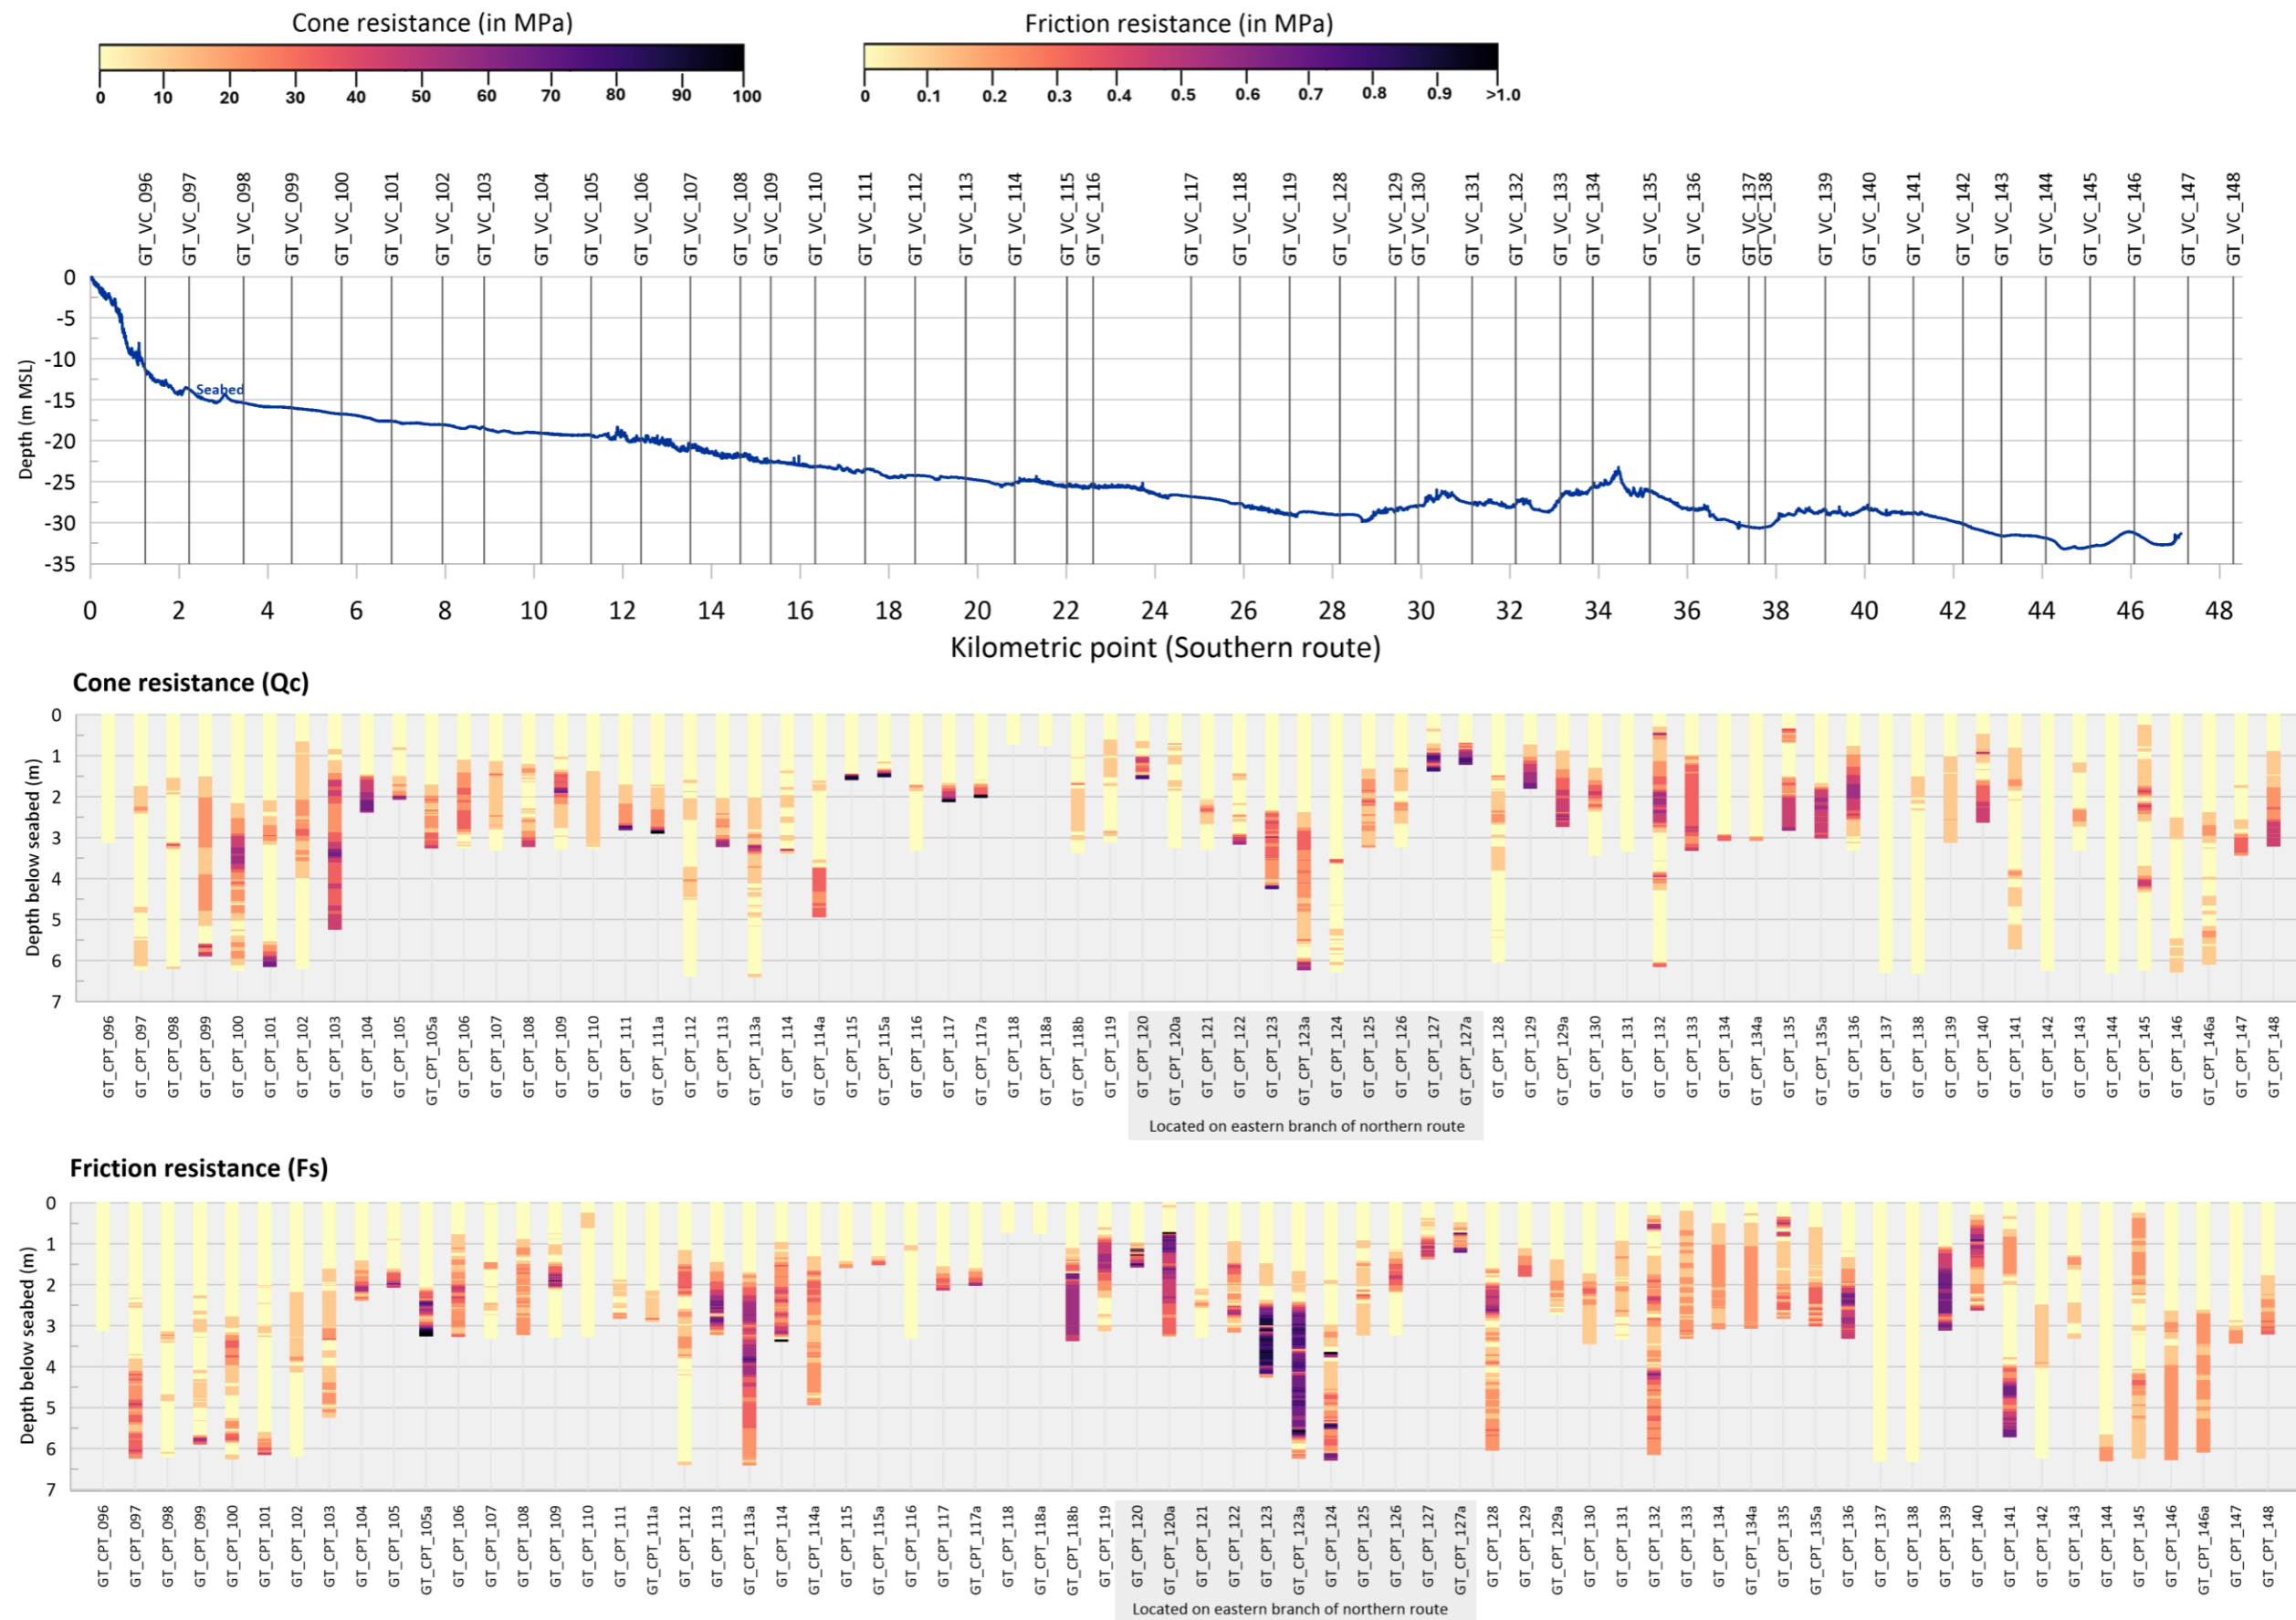 Cone resistance (in MPa)
0 10 20 30 40 50 60 70 80 90 100
Friction resistance (in MPa)
0 0.1 0.2 0.3 0.4 0.5 0.6 0.7 0.8 0.9 >1.0
GT_VC_096 GT_VC_097 GT_VC_098 GT_VC_099 GT_VC_100 GT_VC_101 GT_VC_102 GT_VC_103 GT_VC_104 GT_VC_105 GT_VC_106 GT_VC_107 GT_VC_108 GT_VC_109 GT_VC_110 GT_VC_111 GT_VC_112 GT_VC_113 GT_VC_114 GT_VC_115 GT_VC_116 GT_VC_117 GT_VC_118 GT_VC_119 GT_VC_128 GT_VC_129 GT_VC_130 GT_VC_131 GT_VC_132 GT_VC_133 GT_VC_134 GT_VC_135 GT_VC_136 GT_VC_137 GT_VC_138 GT_VC_139 GT_VC_140 GT_VC_141 GT_VC_142 GT_VC_143 GT_VC_144 GT_VC_145 GT_VC_146 GT_VC_147 GT_VC_148
Depth (m MSL)
0
-5
-10
-15
-20
-25
-30
-35
Seabed
0 2 4 6 8 10 12 14 16 18 20 22 24 26 28 30 32 34 36 38 40 42 44 46 48
Kilometric point (Southern route)
Cone resistance (Qc)
Depth below seabed (m)
0
1
2
3
4
5
6
7
GT_CPT_096 GT_CPT_097 GT_CPT_098 GT_CPT_099 GT_CPT_100 GT_CPT_101 GT_CPT_102 GT_CPT_103 GT_CPT_104 GT_CPT_105 GT_CPT_105a GT_CPT_106 GT_CPT_107 GT_CPT_108 GT_CPT_109 GT_CPT_110 GT_CPT_111 GT_CPT_111a GT_CPT_112 GT_CPT_113 GT_CPT_113a GT_CPT_114 GT_CPT_114a GT_CPT_115 GT_CPT_115a GT_CPT_116 GT_CPT_117 GT_CPT_117a GT_CPT_118 GT_CPT_118a GT_CPT_118b GT_CPT_119 GT_CPT_120 GT_CPT_120a GT_CPT_121 GT_CPT_122 GT_CPT_123 GT_CPT_123a GT_CPT_124 GT_CPT_125 GT_CPT_126 GT_CPT_127 GT_CPT_127a GT_CPT_128 GT_CPT_129 GT_CPT_129a GT_CPT_130 GT_CPT_131 GT_CPT_132 GT_CPT_133 GT_CPT_134 GT_CPT_134a GT_CPT_135 GT_CPT_135a GT_CPT_136 GT_CPT_137 GT_CPT_138 GT_CPT_139 GT_CPT_140 GT_CPT_141 GT_CPT_142 GT_CPT_143 GT_CPT_144 GT_CPT_145 GT_CPT_146 GT_CPT_146a GT_CPT_147 GT_CPT_148
Located on eastern branch of northern route
Friction resistance (Fs)
Depth below seabed (m)
0
1
2
3
4
5
6
7
GT_CPT_096 GT_CPT_097 GT_CPT_098 GT_CPT_099 GT_CPT_100 GT_CPT_101 GT_CPT_102 GT_CPT_103 GT_CPT_104 GT_CPT_105 GT_CPT_105a GT_CPT_106 GT_CPT_107 GT_CPT_108 GT_CPT_109 GT_CPT_110 GT_CPT_111 GT_CPT_111a GT_CPT_112 GT_CPT_113 GT_CPT_113a GT_CPT_114 GT_CPT_114a GT_CPT_115 GT_CPT_115a GT_CPT_116 GT_CPT_117 GT_CPT_117a GT_CPT_118 GT_CPT_118a GT_CPT_118b GT_CPT_119 GT_CPT_120 GT_CPT_120a GT_CPT_121 GT_CPT_122 GT_CPT_123 GT_CPT_123a GT_CPT_124 GT_CPT_125 GT_CPT_126 GT_CPT_127 GT_CPT_127a GT_CPT_128 GT_CPT_129 GT_CPT_129a GT_CPT_130 GT_CPT_131 GT_CPT_132 GT_CPT_133 GT_CPT_134 GT_CPT_134a GT_CPT_135 GT_CPT_135a GT_CPT_136 GT_CPT_137 GT_CPT_138 GT_CPT_139 GT_CPT_140 GT_CPT_141 GT_CPT_142 GT_CPT_143 GT_CPT_144 GT_CPT_145 GT_CPT_146 GT_CPT_146a GT_CPT_147 GT_CPT_148
Located on eastern branch of northern route